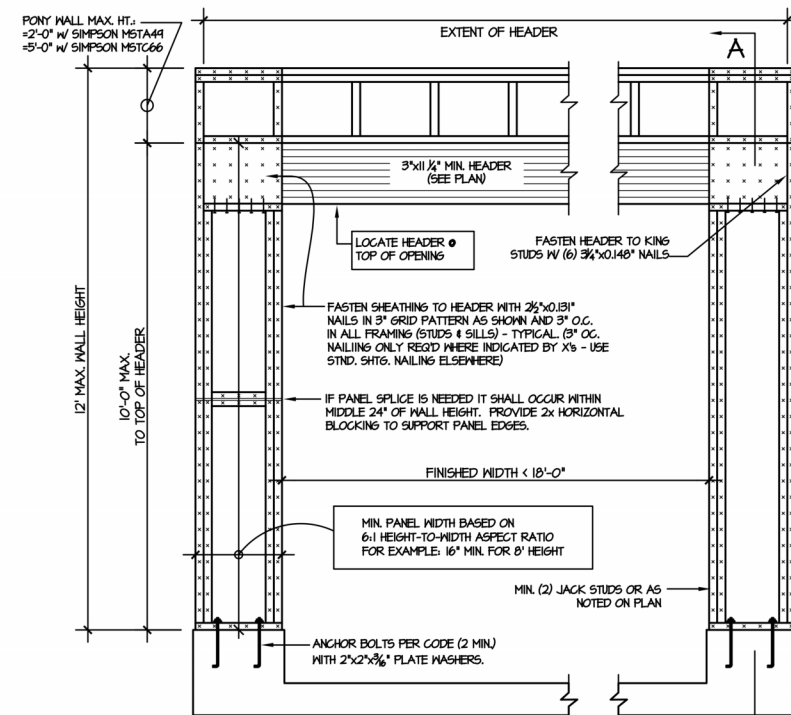 PONY WALL MAX. HT.:
=2'-0" W/ SIMPSON MSTA49
=5'-0" W/ SIMPSON MSTC66
EXTENT OF HEADER
A
3"x11 1/4" MIN. HEADER
(SEE PLAN)
LOCATE HEADER @
TOP OF OPENING
FASTEN HEADER TO KING
STUDS W/ (6) 3 1/4"x0.148" NAILS
FASTEN SHEATHING TO HEADER WITH 2 1/2"x0.131"
NAILS IN 3" GRID PATTERN AS SHOWN AND 3" O.C.
IN ALL FRAMING (STUDS & SILLS) - TYPICAL. (3" OC.
NAILIING ONLY REQ'D WHERE INDICATED BY X's - USE
STND. SHTG. NAILING ELSEWHERE)
12' MAX. WALL HEIGHT
10'-0" MAX.
TO TOP OF HEADER
IF PANEL SPLICE IS NEEDED IT SHALL OCCUR WITHIN
MIDDLE 24" OF WALL HEIGHT. PROVIDE 2x HORIZONTAL
BLOCKING TO SUPPORT PANEL EDGES.
FINISHED WIDTH < 18'-0"
MIN. PANEL WIDTH BASED ON
6:1 HEIGHT-TO-WIDTH ASPECT RATIO
FOR EXAMPLE: 16" MIN. FOR 8' HEIGHT
MIN. (2) JACK STUDS OR AS
NOTED ON PLAN
ANCHOR BOLTS PER CODE (2 MIN.)
WITH 2"x2"x3/16" PLATE WASHERS.